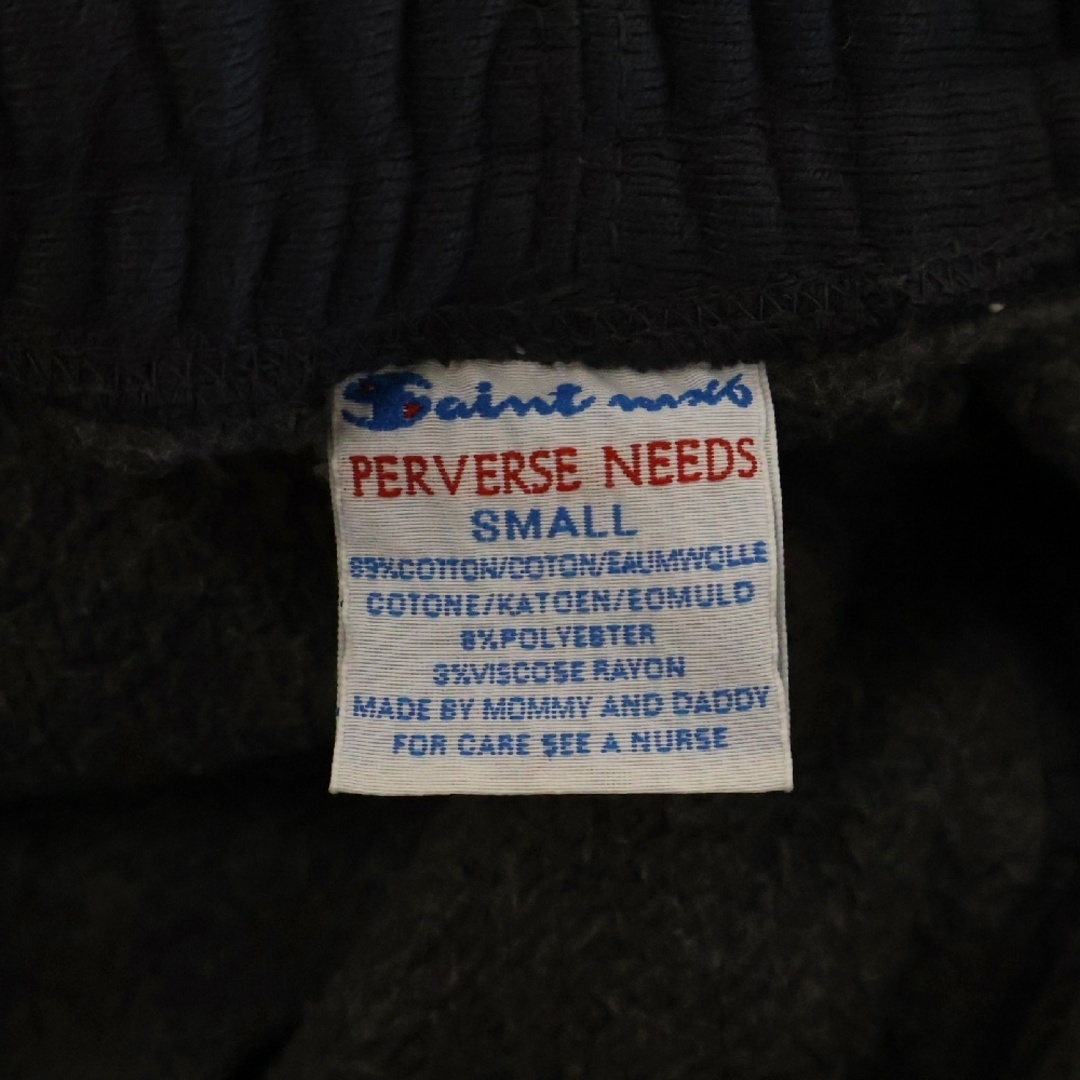 Saint mxx6
PERVERSE NEEDS
SMALL
89%COTTON/COTON/BAUMWOLLE
COTONE/KATOEN/BOMULD
8%POLYESTER
3%VISCOSE RAYON
MADE BY MOMMY AND DADDY
FOR CARE SEE A NURSE